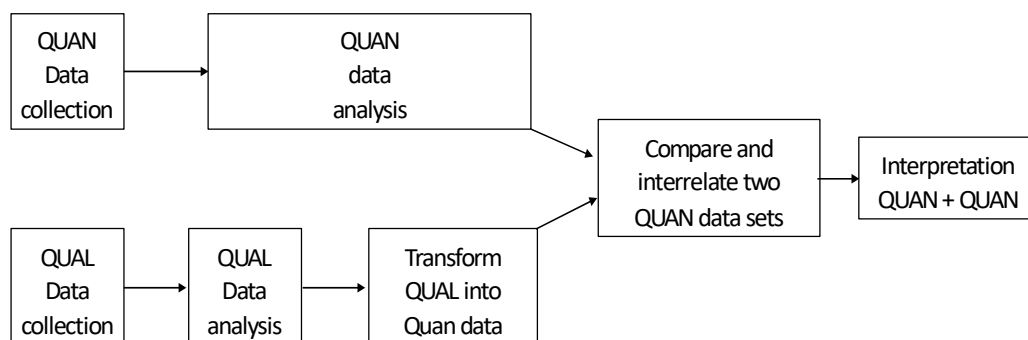 QUAN
Data
collection
QUAN
data
analysis
Compare and
interrelate two
QUAN data sets
Interpretation
QUAN + QUAN
QUAL
Data
collection
QUAL
Data
analysis
Transform
QUAL into
Quan data